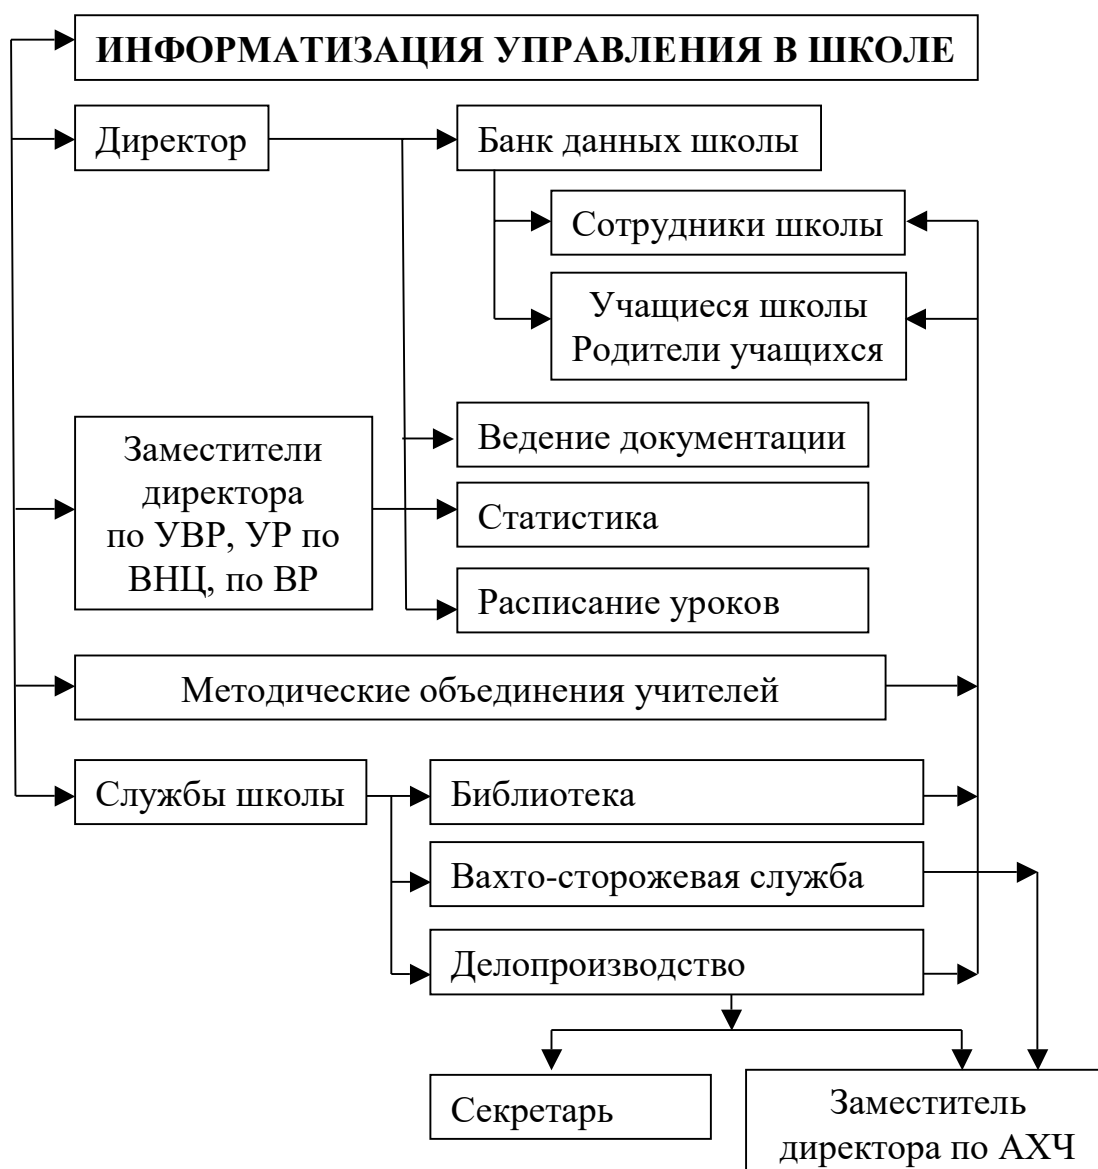 ИНФОРМАТИЗАЦИЯ УПРАВЛЕНИЯ В ШКОЛЕ
Директор
Банк данных школы
Сотрудники школы
Учащиеся школы
Родители учащихся
Заместители
директора
по УВР, УР по
ВНЦ, по ВР
Ведение документации
Статистика
Расписание уроков
Методические объединения учителей
Службы школы
Библиотека
Вахто-сторожевая служба
Делопроизводство
Секретарь
Заместитель
директора по АХЧ